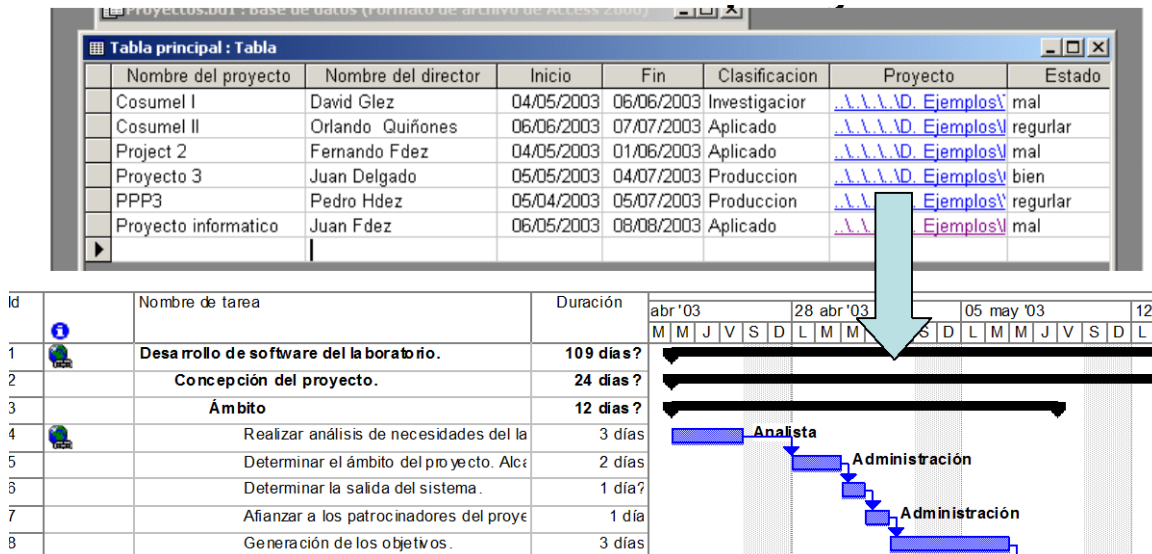 Proyectos.bd1 : Base de datos (Formato de archivo de Access 2000)
Tabla principal : Tabla
Nombre del proyecto Nombre del director Inicio Fin Clasificacion Proyecto Estado
Cosumel I David Glez 04/05/2003 06/06/2003 Investigacior ..\..\..\..\D. Ejemplos\ mal
Cosumel II Orlando Quiñones 06/06/2003 07/07/2003 Aplicado ..\..\..\..\D. Ejemplos\ regurlar
Project 2 Fernando Fdez 04/05/2003 01/06/2003 Aplicado ..\..\..\..\D. Ejemplos\ mal
Proyecto 3 Juan Delgado 05/05/2003 04/07/2003 Produccion ..\..\..\..\D. Ejemplos\ bien
PPP3 Pedro Hdez 05/04/2003 05/07/2003 Produccion ..\..\..\ Ejemplos\ regurlar
Proyecto informatico Juan Fdez 06/05/2003 08/08/2003 Aplicado ..\..\..\ Ejemplos\ mal
Id Nombre de tarea Duración abr '03 28 abr '03 05 may '03 12
M M J V S D L M M S D L M M J V S D L
1 Desarrollo de software del laboratorio. 109 días?
2 Concepción del proyecto. 24 días?
3 Ámbito 12 días?
4 Realizar análisis de necesidades del la 3 días Analista
5 Determinar el ámbito del proyecto. Alca 2 días Administración
6 Determinar la salida del sistema. 1 día?
7 Afianzar a los patrocinadores del proye 1 día Administración
8 Generación de los objetivos. 3 días